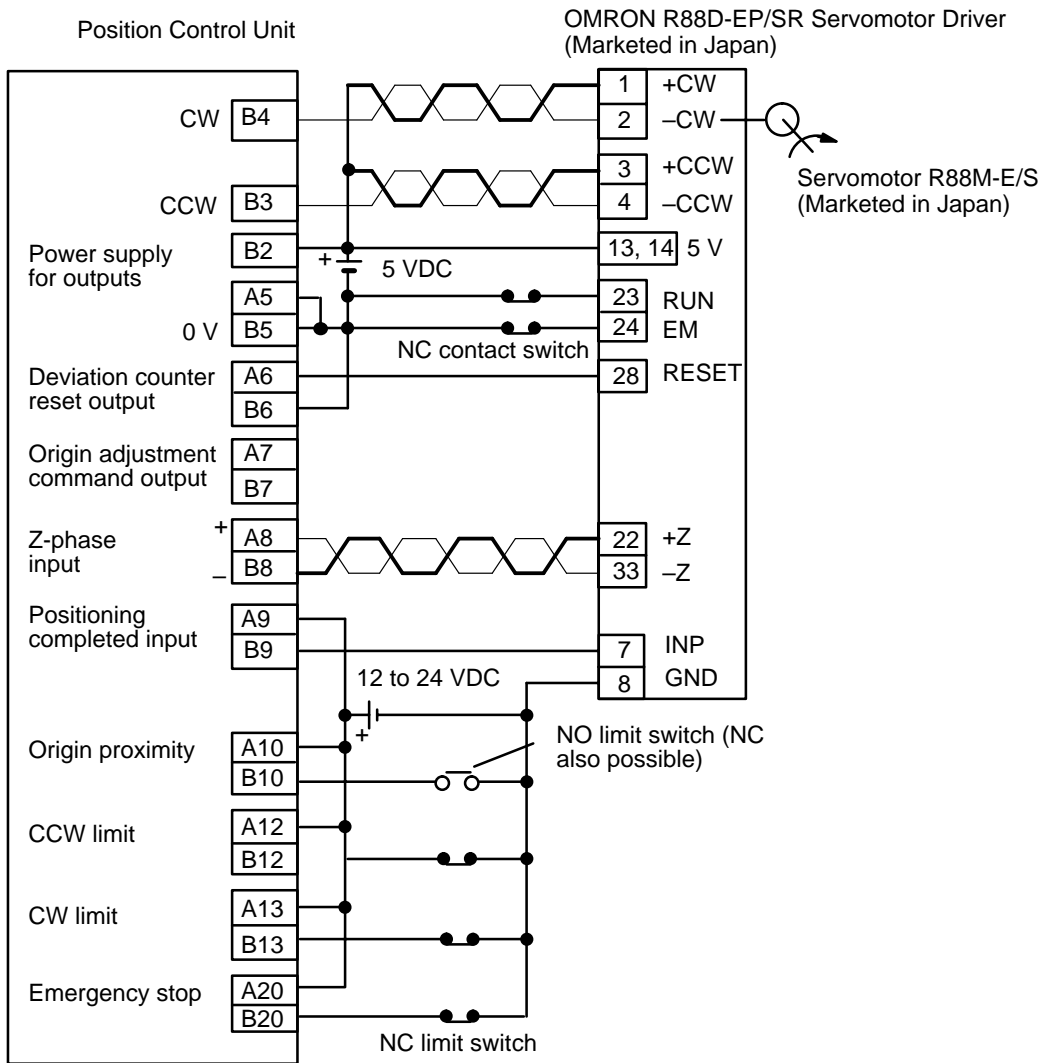 Position Control Unit
OMRON R88D-EP/SR Servomotor Driver
(Marketed in Japan)
CW B4
1 +CW
2 –CW
Servomotor R88M-E/S
(Marketed in Japan)
CCW B3
3 +CCW
4 –CCW
Power supply
for outputs
B2
+ 5 VDC
13, 14 5 V
A5
0 V B5
23 RUN
24 EM
NC contact switch
Deviation counter
reset output
A6
B6
28 RESET
Origin adjustment
command output
A7
B7
Z-phase
input
+ A8
– B8
22 +Z
33 –Z
Positioning
completed input
A9
B9
7 INP
8 GND
12 to 24 VDC
+
NO limit switch (NC
also possible)
Origin proximity
A10
B10
CCW limit
A12
B12
CW limit
A13
B13
Emergency stop
A20
B20
NC limit switch